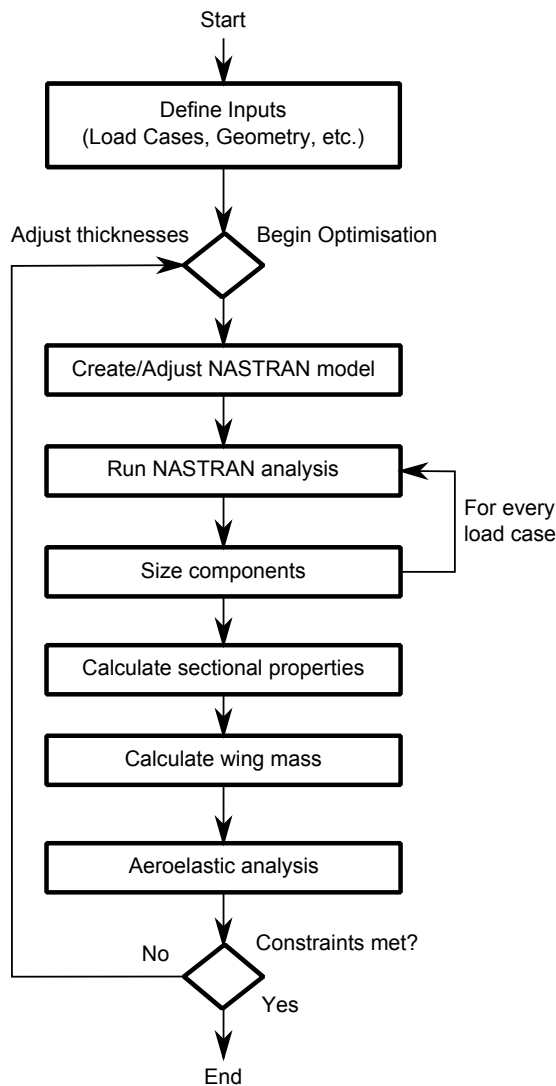 Start
Define Inputs
(Load Cases, Geometry, etc.)
Adjust thicknesses
Begin Optimisation
Create/Adjust NASTRAN model
Run NASTRAN analysis
For every
load case
Size components
Calculate sectional properties
Calculate wing mass
Aeroelastic analysis
Constraints met?
No
Yes
End